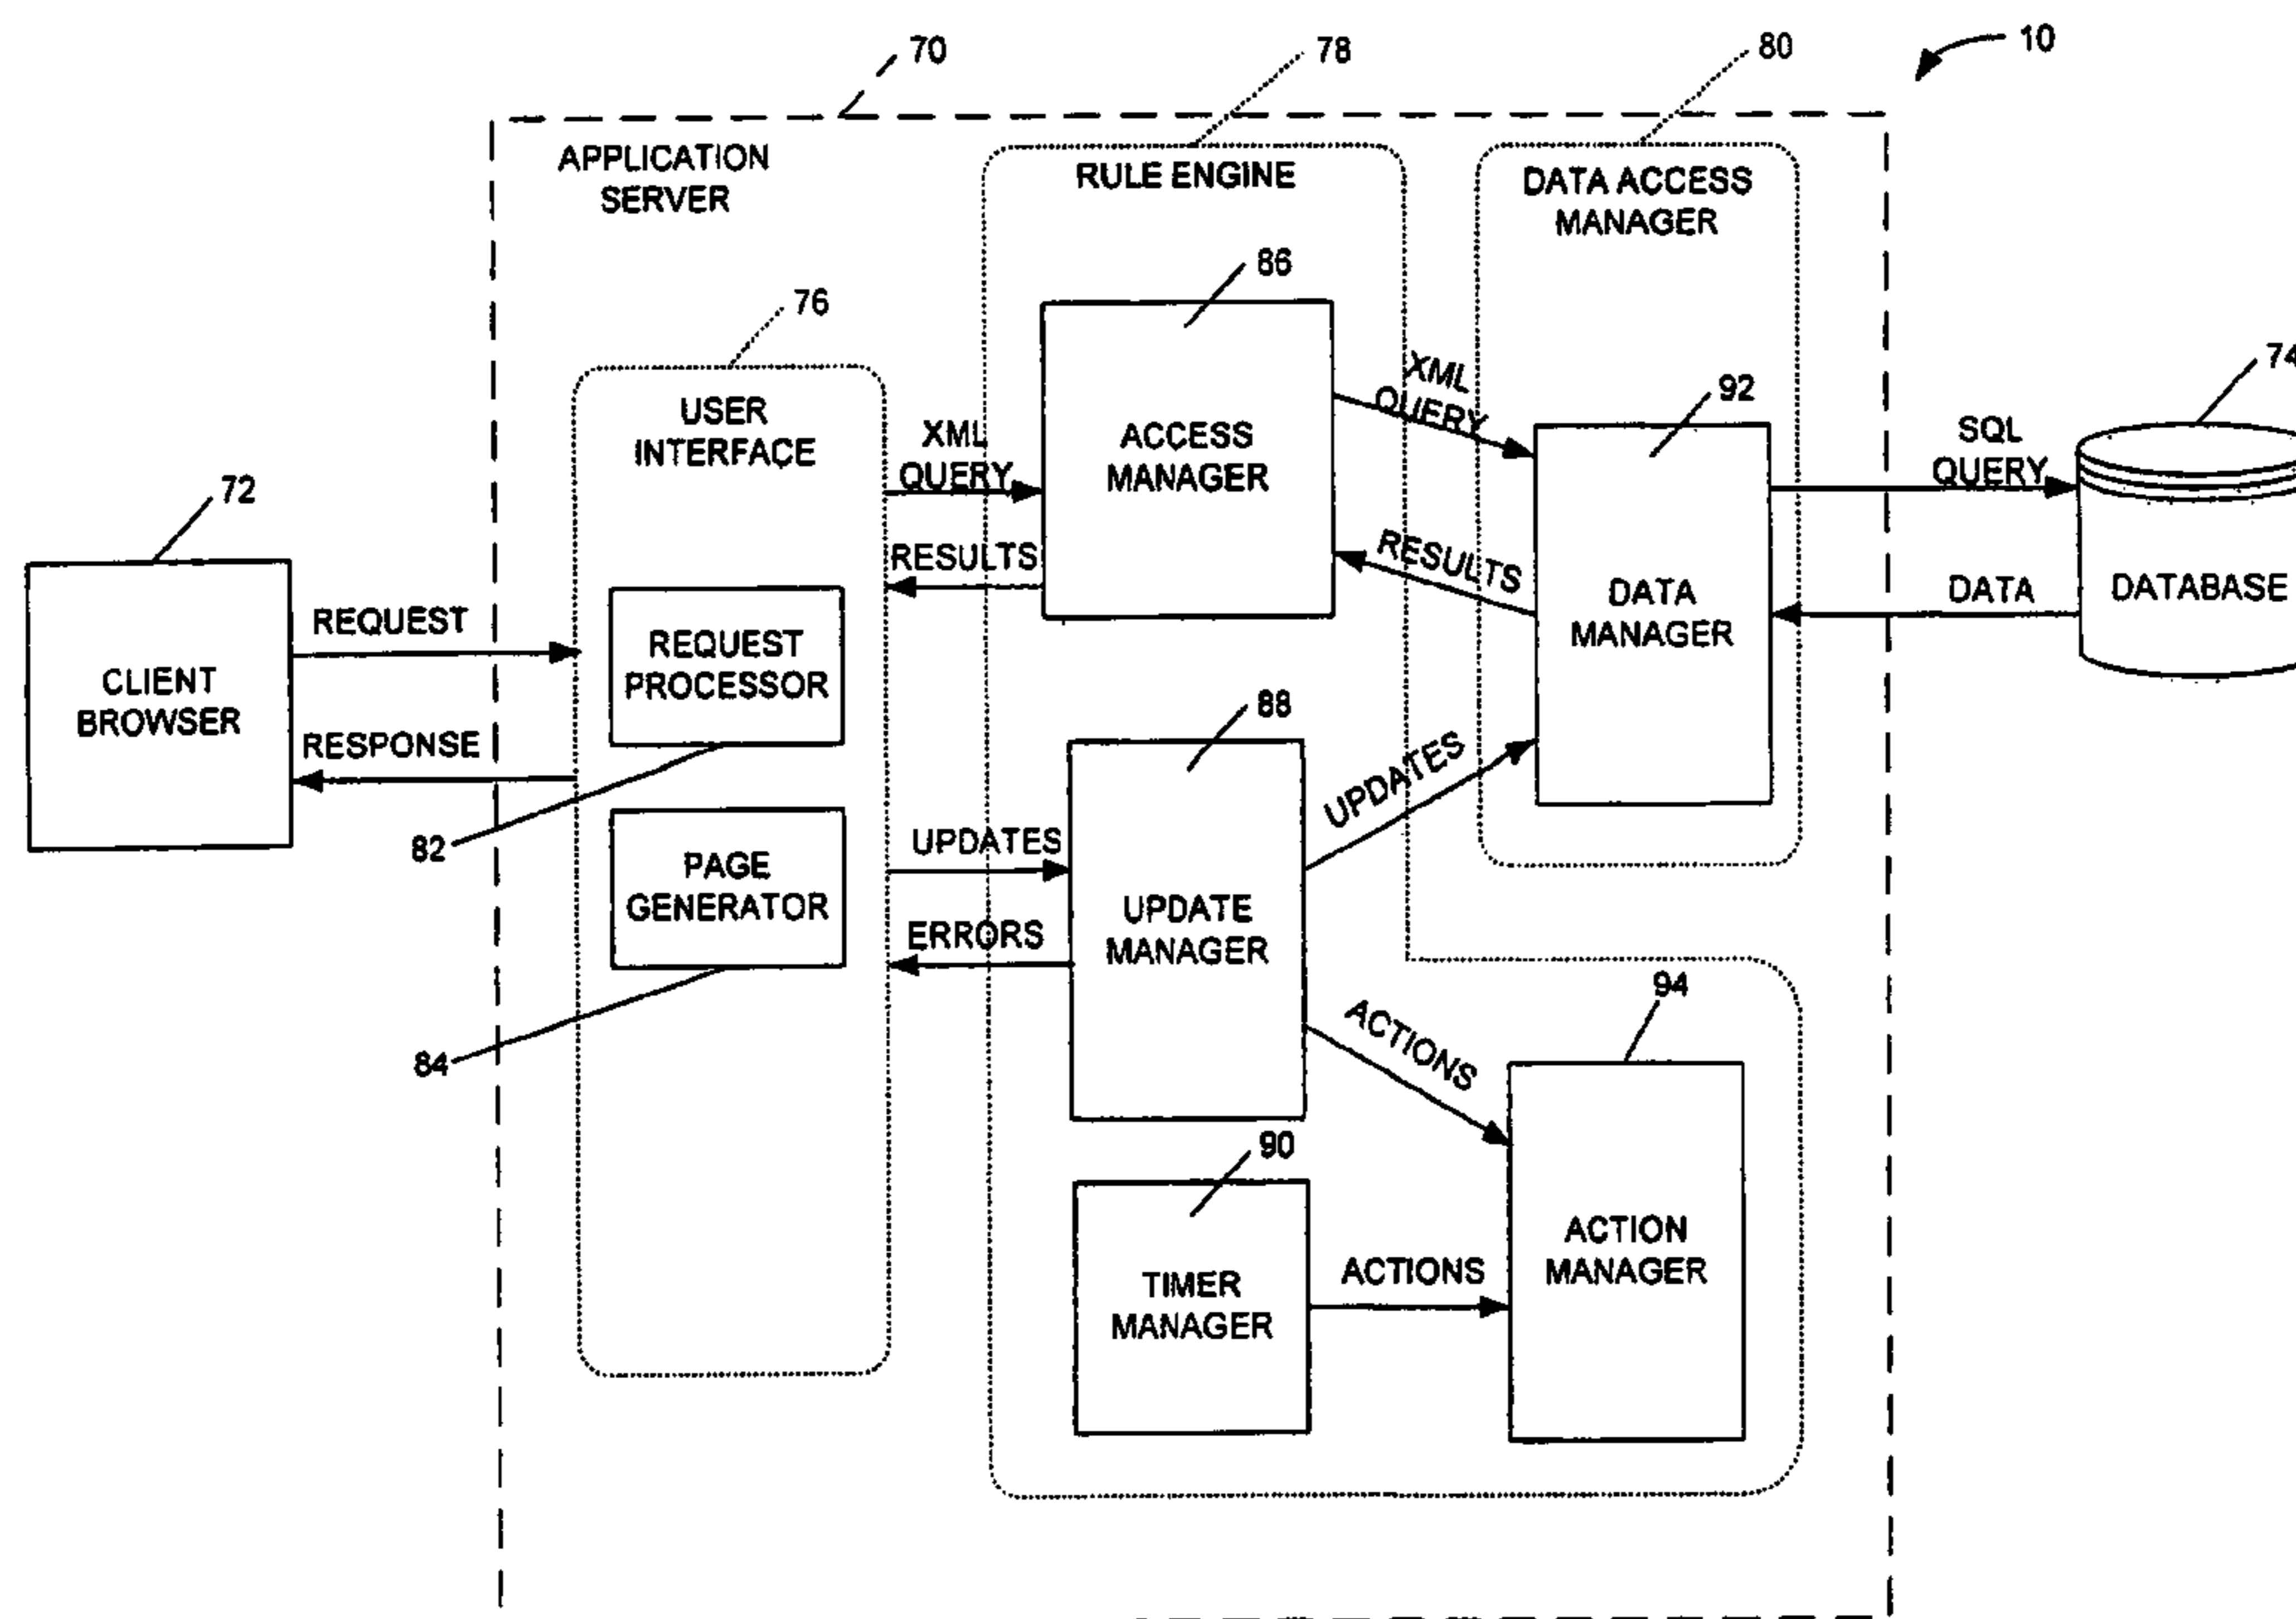 70
78
80
10
APPLICATION
SERVER
RULE ENGINE
DATA ACCESS
MANAGER
86
76
74
USER
INTERFACE
XML
QUERY
ACCESS
MANAGER
XML
QUERY
92
SQL
QUERY
72
RESULTS
RESULTS
DATA
MANAGER
DATA
DATABASE
REQUEST
REQUEST
PROCESSOR
CLIENT
BROWSER
88
RESPONSE
UPDATES
82
UPDATES
PAGE
GENERATOR
UPDATE
MANAGER
ERRORS
94
84
ACTIONS
90
ACTION
MANAGER
TIMER
MANAGER
ACTIONS